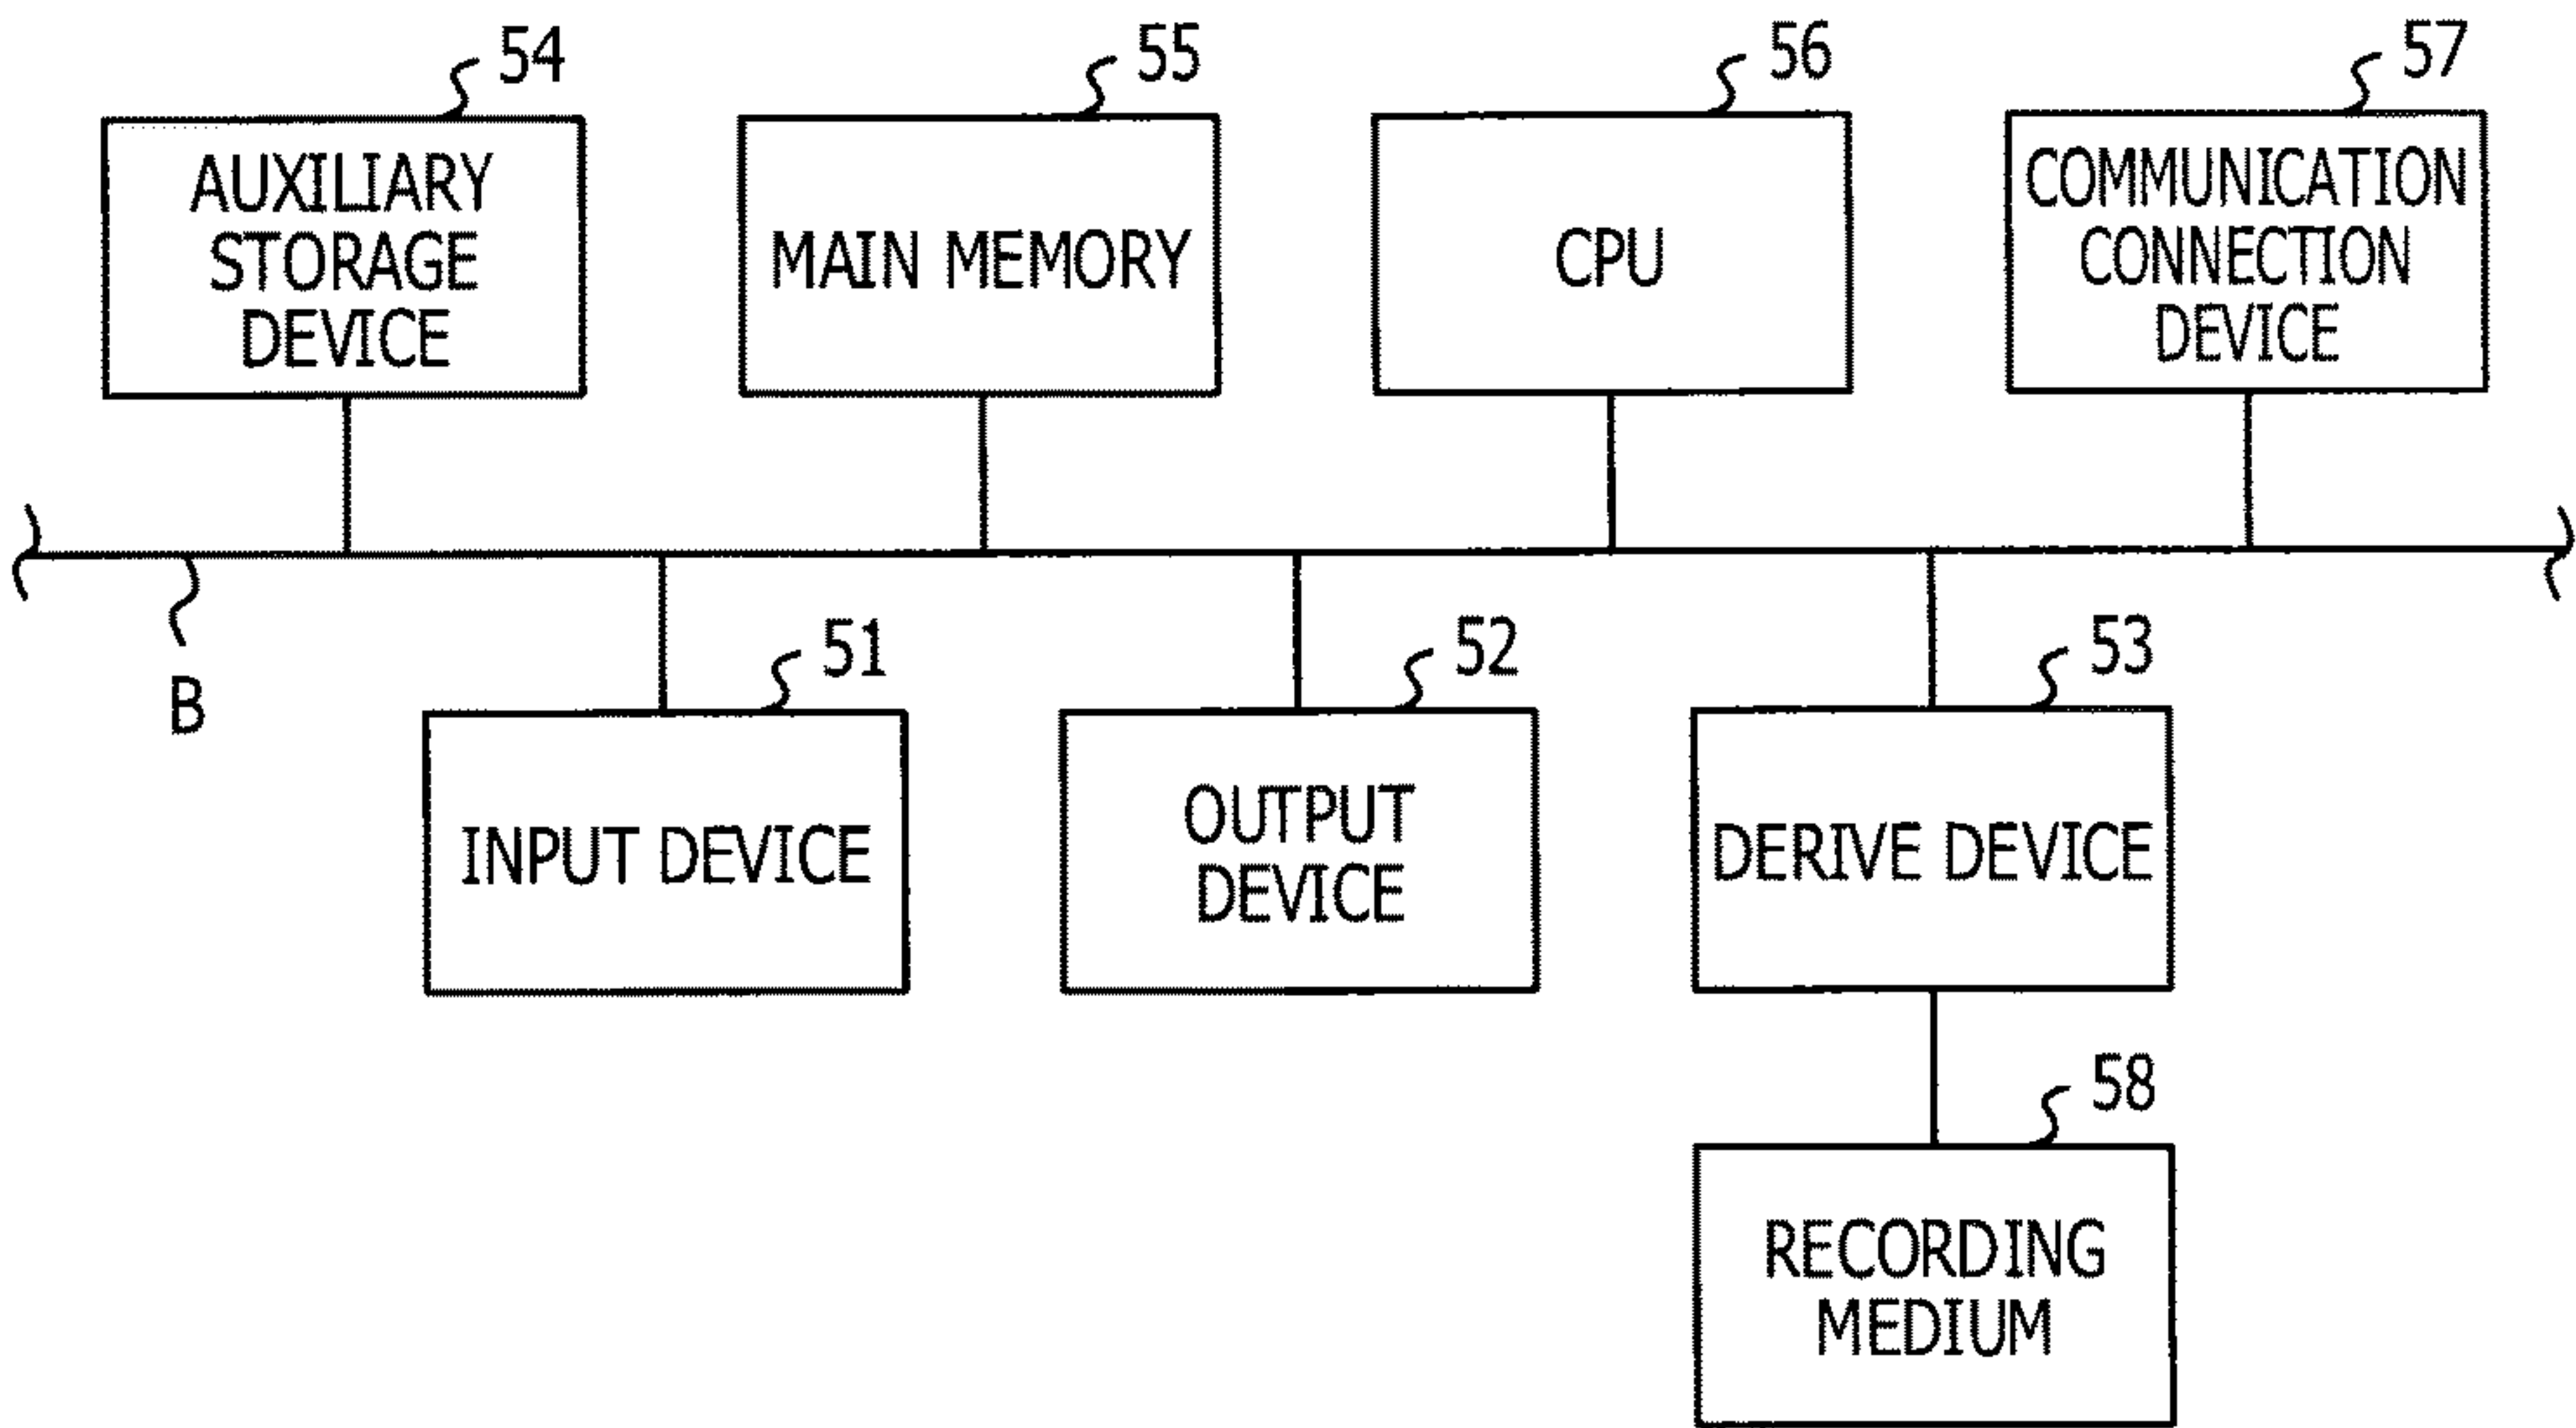 54
55
56
57
AUXILIARY
STORAGE
DEVICE
MAIN MEMORY
CPU
COMMUNICATION
CONNECTION
DEVICE
B
51
52
53
INPUT DEVICE
OUTPUT
DEVICE
DERIVE DEVICE
58
RECORDING
MEDIUM